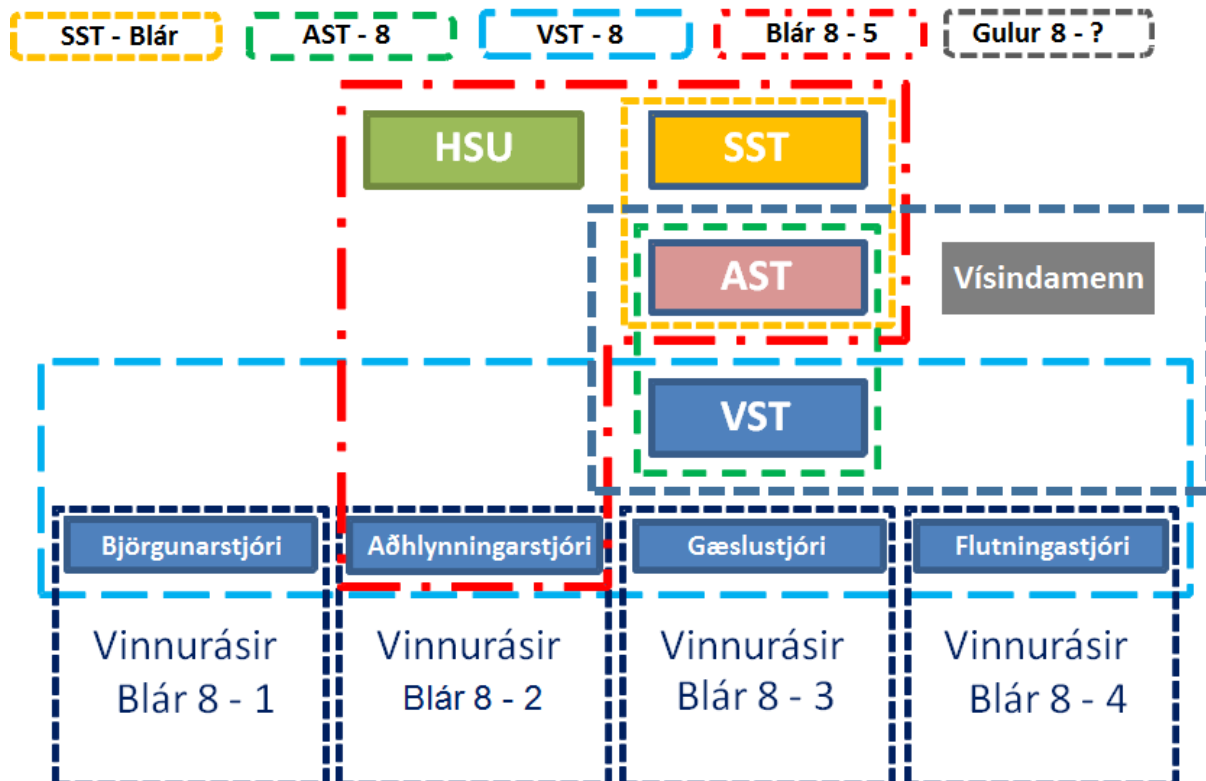 SST - Blár
AST - 8
VST - 8
Blár 8 - 5
Gulur 8 - ?
HSU
SST
AST
Vísindamenn
VST
Björgunarstjóri
Aðhlynningarstjóri
Gæslustjóri
Flutningastjóri
Vinnurásir
Blár 8 - 1
Vinnurásir
Blár 8 - 2
Vinnurásir
Blár 8 - 3
Vinnurásir
Blár 8 - 4